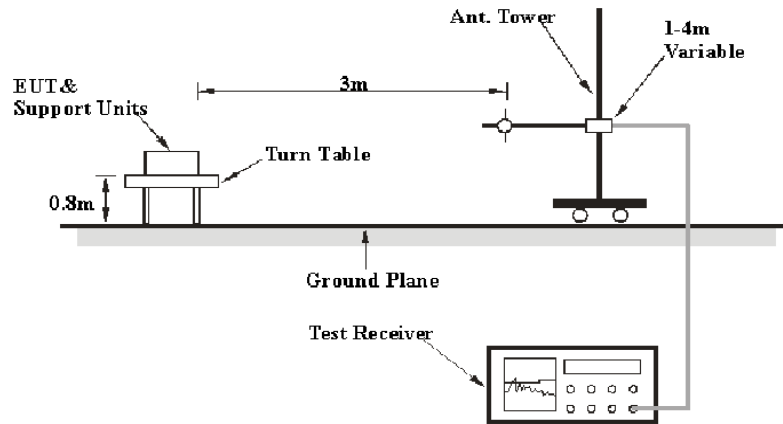 Ant. Tower
1-4m
Variable
EUT&
Support Units
3m
Turn Table
0.8m
Ground Plane
Test Receiver